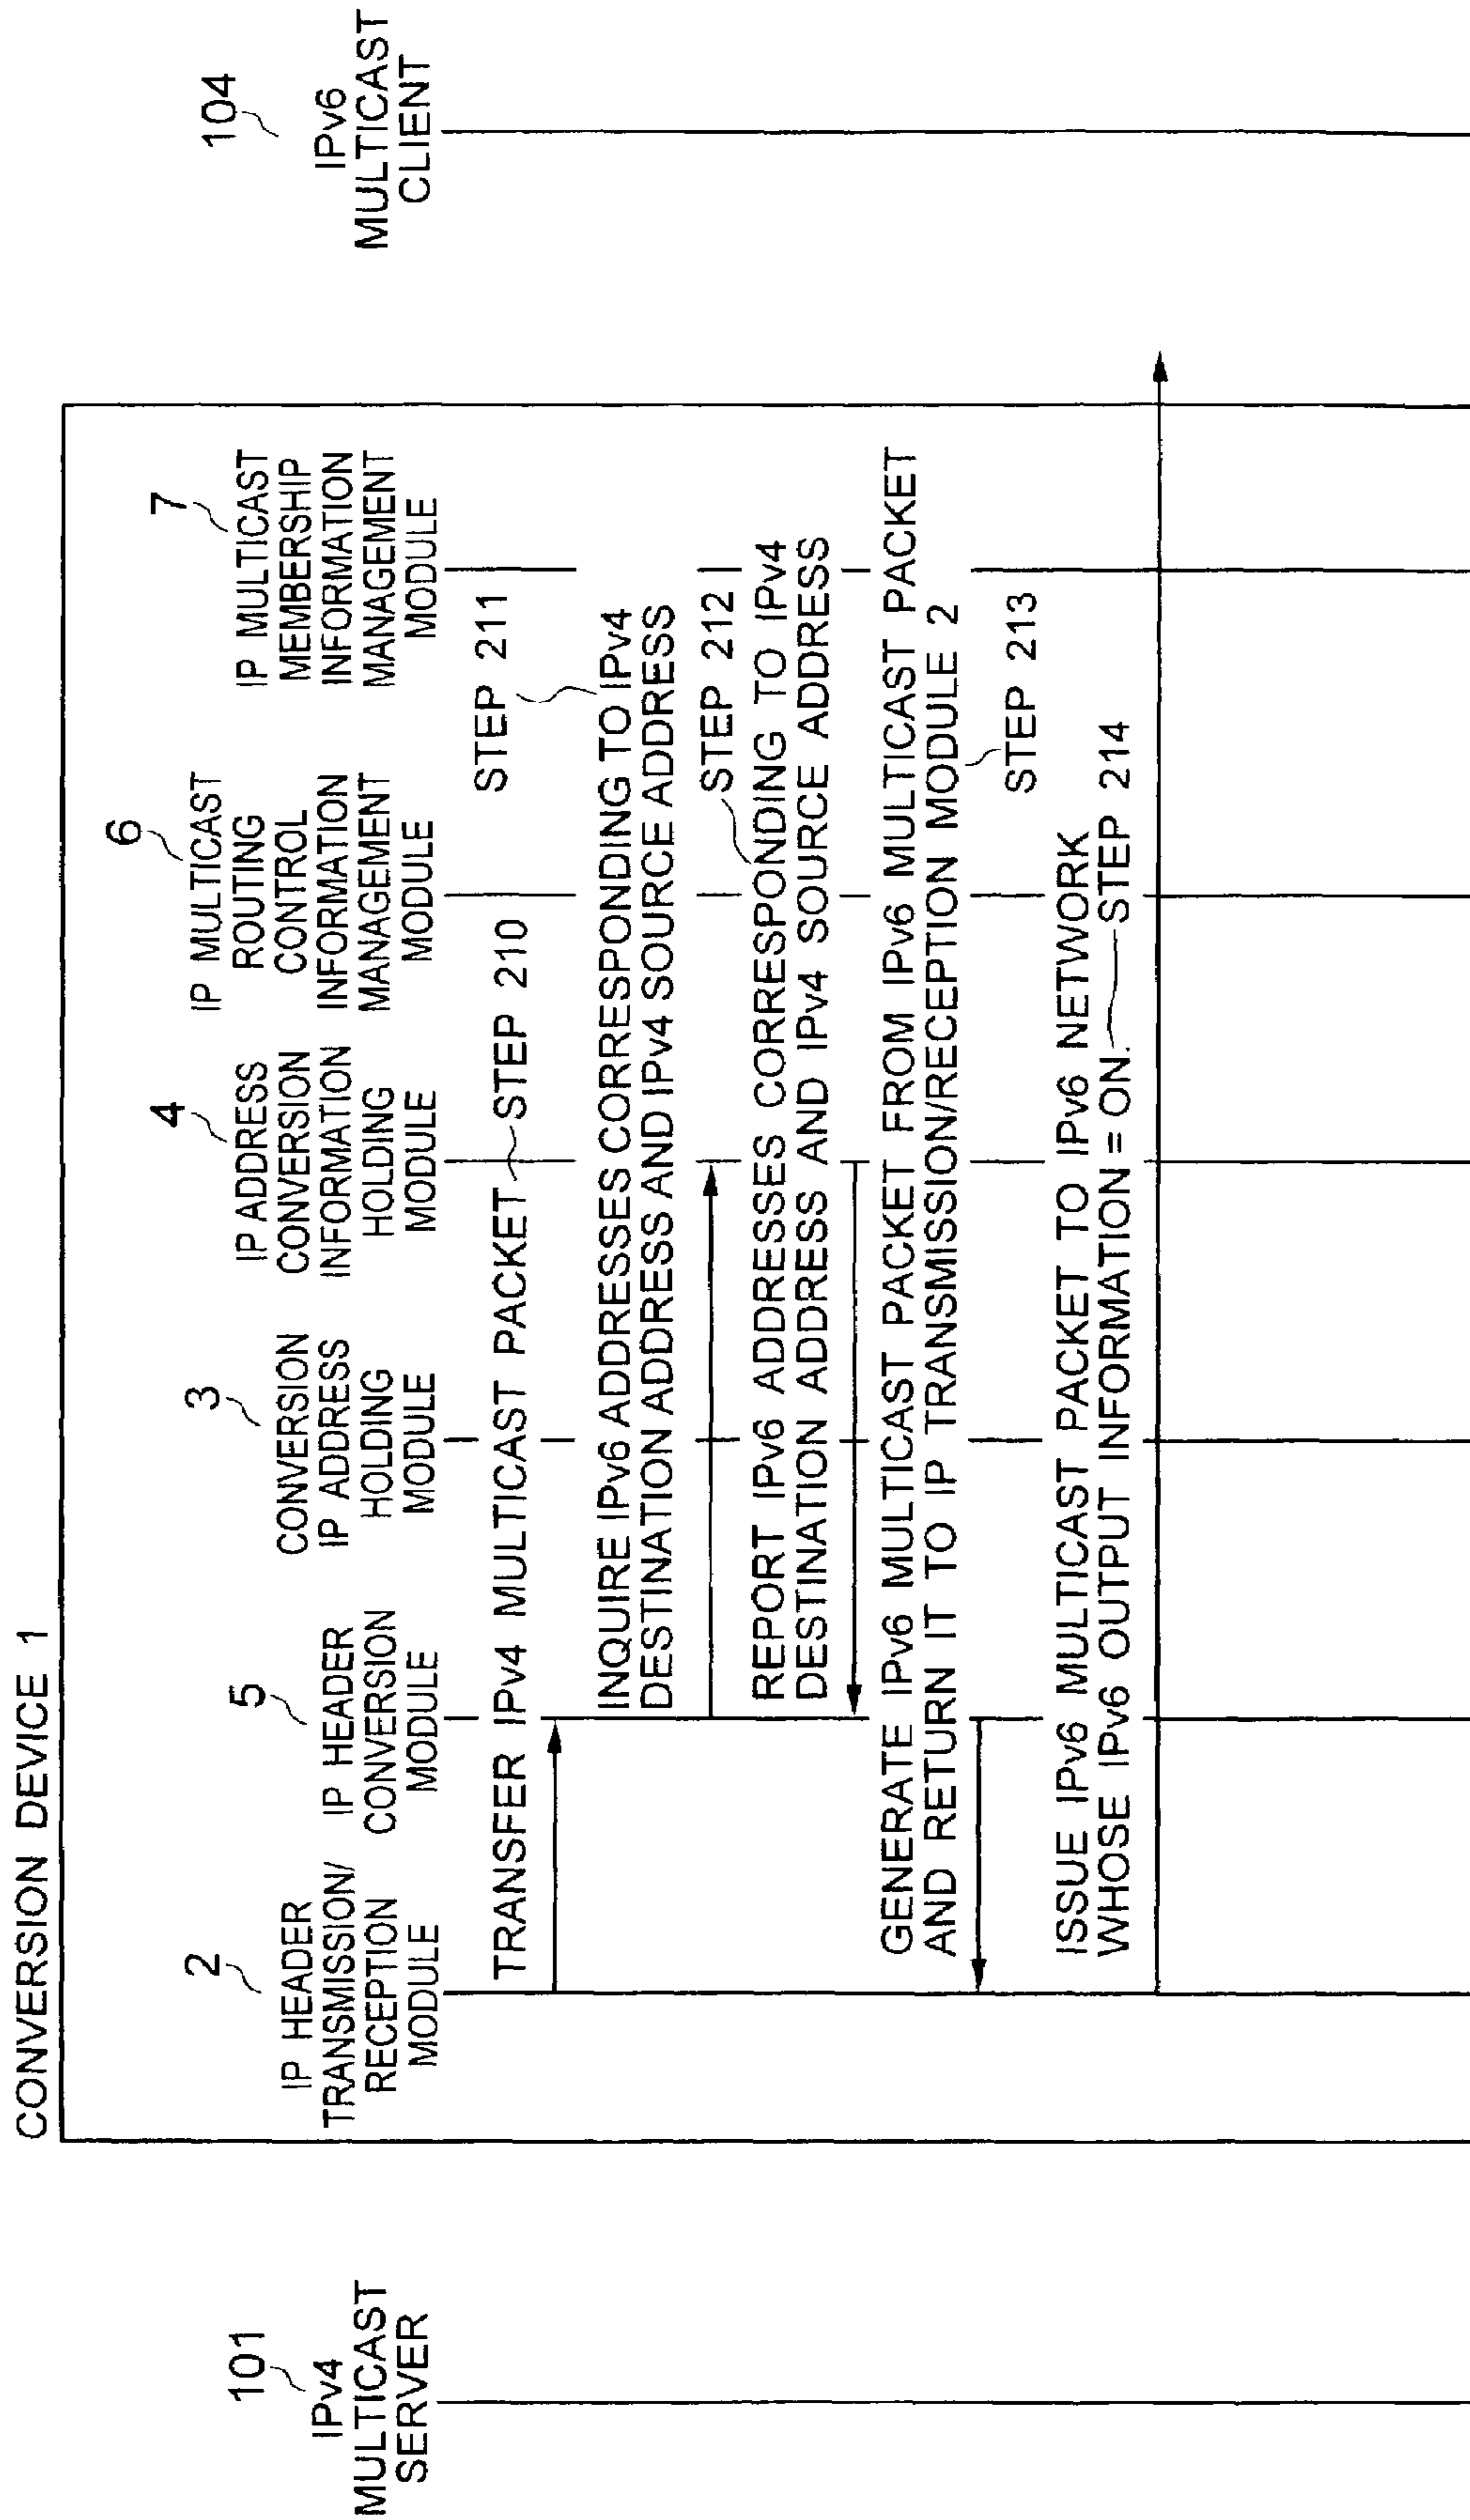 CONVERSION DEVICE 1
101
IPv4
MULTICAST
SERVER
2
IP HEADER
TRANSMISSION/
RECEPTION
MODULE
5
IP HEADER
CONVERSION
MODULE
3
CONVERSION
IP ADDRESS
HOLDING
MODULE
4
IP ADDRESS
CONVERSION
INFORMATION
HOLDING
MODULE
6
IP MULTICAST
ROUTING
CONTROL
INFORMATION
MANAGEMENT
MODULE
7
IP MULTICAST
MEMBERSHIP
INFORMATION
MANAGEMENT
MODULE
104
IPv6
MULTICAST
CLIENT
TRANSFER IPv4 MULTICAST PACKET STEP 210
STEP 211
INQUIRE IPv6 ADDRESSES CORRESPONDING TO IPv4
DESTINATION ADDRESS AND IPv4 SOURCE ADDRESS
STEP 212
REPORT IPv6 ADDRESSES CORRESPONDING TO IPv4
DESTINATION ADDRESS AND IPv4 SOURCE ADDRESS
GENERATE IPv6 MULTICAST PACKET FROM IPv6 MULTICAST PACKET
AND RETURN IT TO IP TRANSMISSION/RECEPTION MODULE 2
STEP 213
ISSUE IPv6 MULTICAST PACKET TO IPv6 NETWORK
WHOSE IPv6 OUTPUT INFORMATION = ON. STEP 214